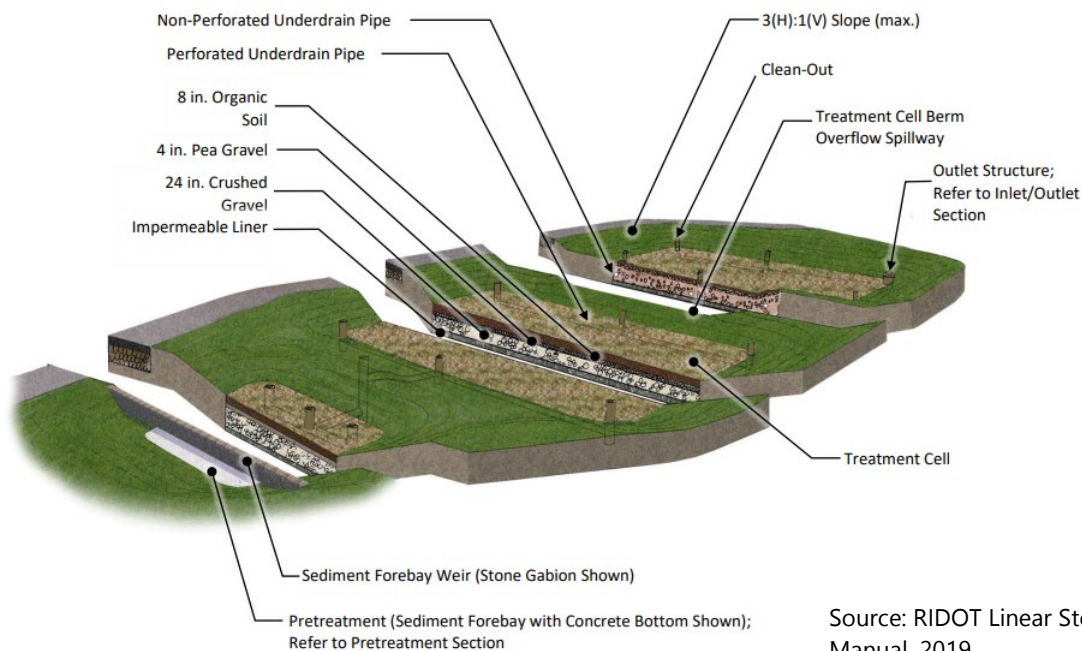 Non-Perforated Underdrain Pipe
Perforated Underdrain Pipe
8 in. Organic
Soil
4 in. Pea Gravel
24 in. Crushed
Gravel
Impermeable Liner
3(H):1(V) Slope (max.)
Clean-Out
Treatment Cell Berm
Overflow Spillway
Outlet Structure;
Refer to Inlet/Outlet
Section
Treatment Cell
Sediment Forebay Weir (Stone Gabion Shown)
Pretreatment (Sediment Forebay with Concrete Bottom Shown);
Refer to Pretreatment Section
Source: RIDOT Linear
Manual, 2019